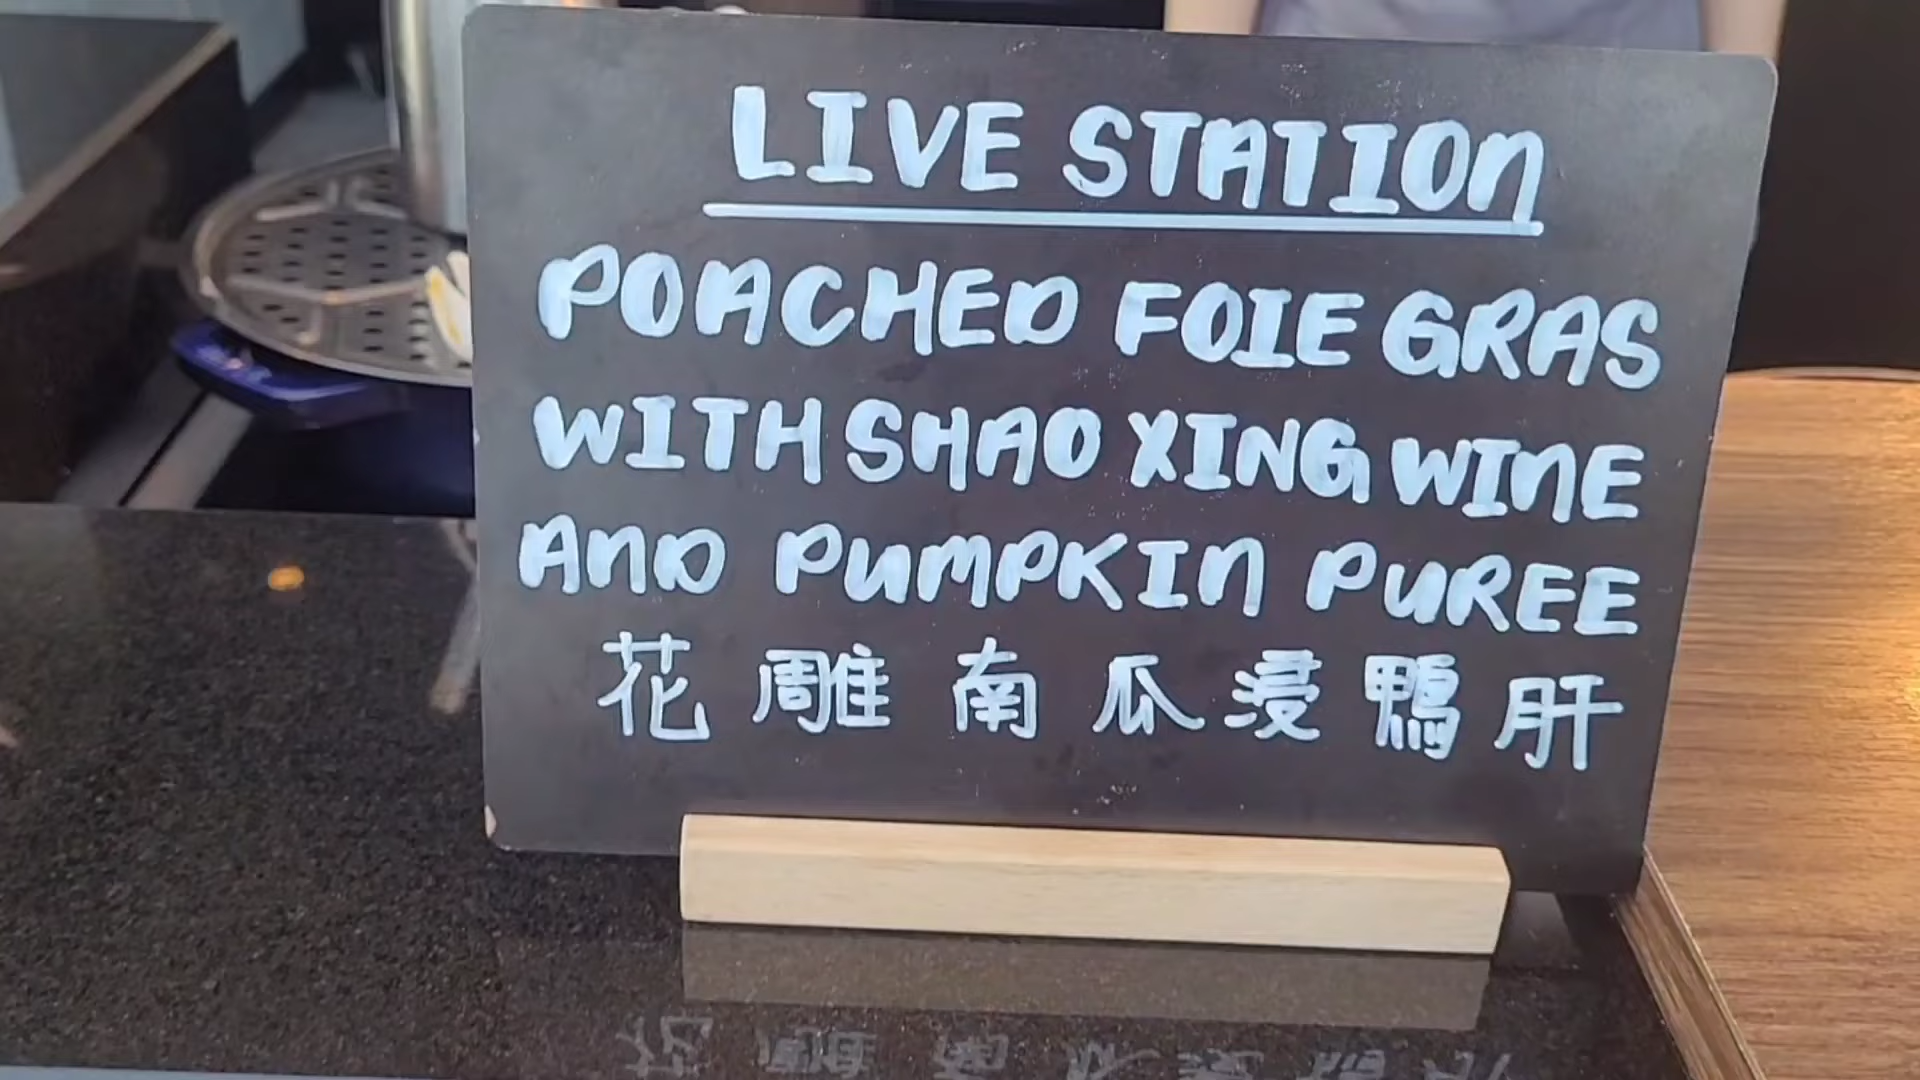 LIVE STATION
POACHED FOIE GRAS
WITH SHAO XING WINE
AND PUMPKIN PUREE
花雕南瓜浸鴨肝